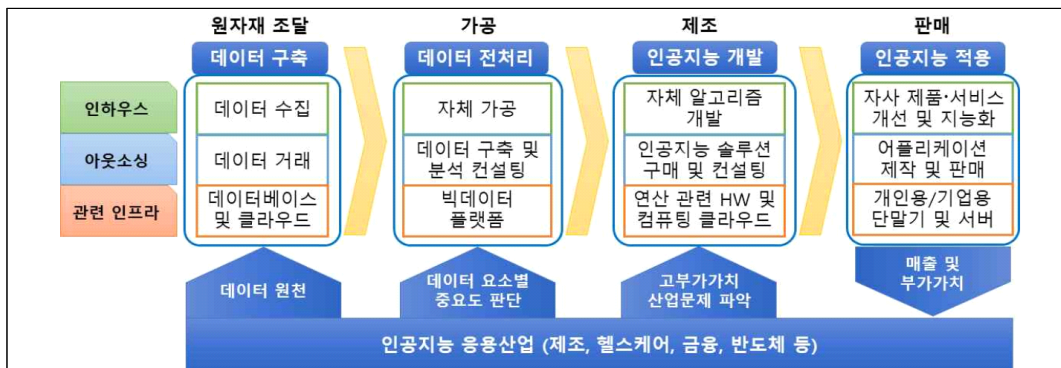 원자재 조달
가공
제조
판매
데이터 구축
데이터 전처리
인공지능 개발
인공지능 적용
인하우스
데이터 수집
자체 가공
자체 알고리즘
개발
자사 제품·서비스
개선 및 지능화
아웃소싱
데이터 거래
데이터 구축 및
분석 컨설팅
인공지능 솔루션
구매 및 컨설팅
어플리케이션
제작 및 판매
관련 인프라
데이터베이스
및 클라우드
빅데이터
플랫폼
연산 관련 HW 및
컴퓨팅 클라우드
개인용/기업용
단말기 및 서버
데이터 원천
데이터 요소별
중요도 판단
고부가가치
산업문제 파악
매출 및
부가가치
인공지능 응용산업 (제조, 헬스케어, 금융, 반도체 등)